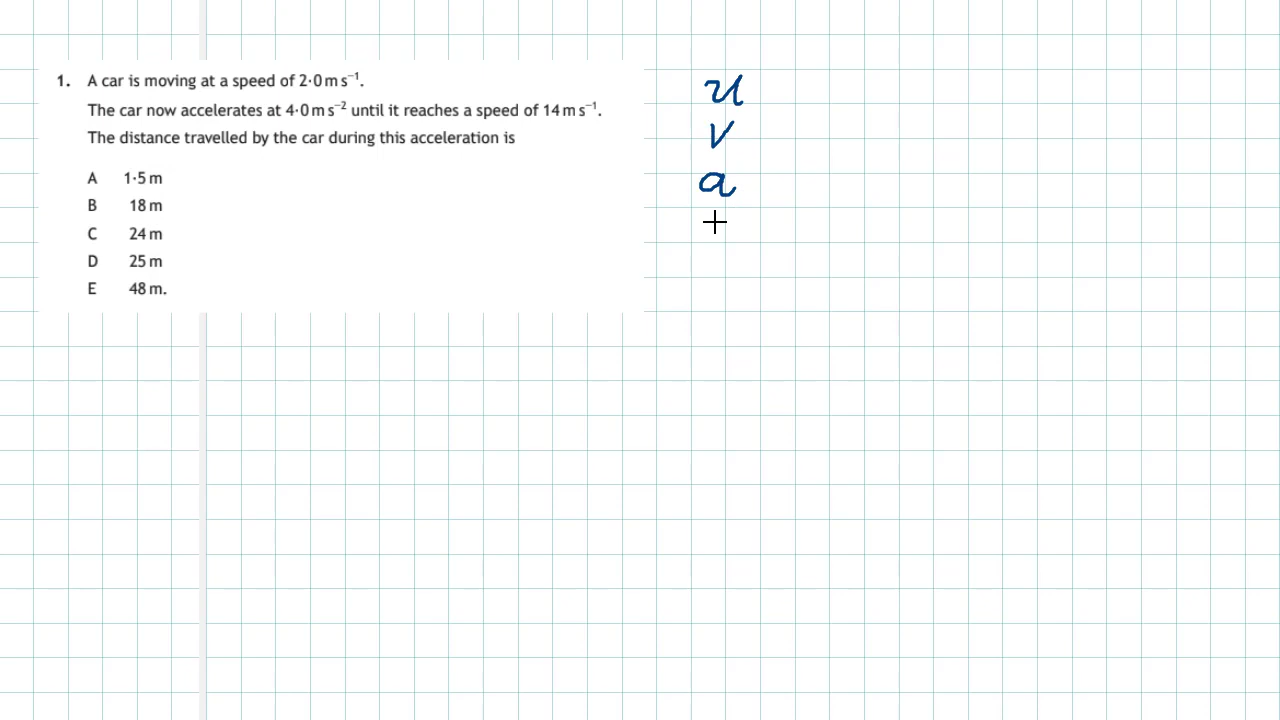 1. A car is moving at a speed of 2·0 m s⁻¹.
The car now accelerates at 4·0 m s⁻² until it reaches a speed of 14 m s⁻¹.
The distance travelled by the car during this acceleration is
A 1·5 m
B 18 m
C 24 m
D 25 m
E 48 m.
u
v
a